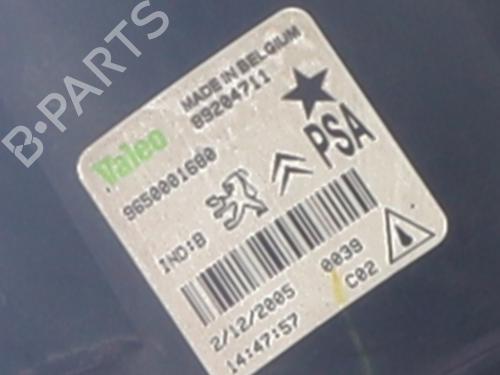 B-PARTS
Valeo
MADE IN BELGIUM
89204711
9650001680
PSA
IND:B
2/12/2005 0039
14:47:57 C02